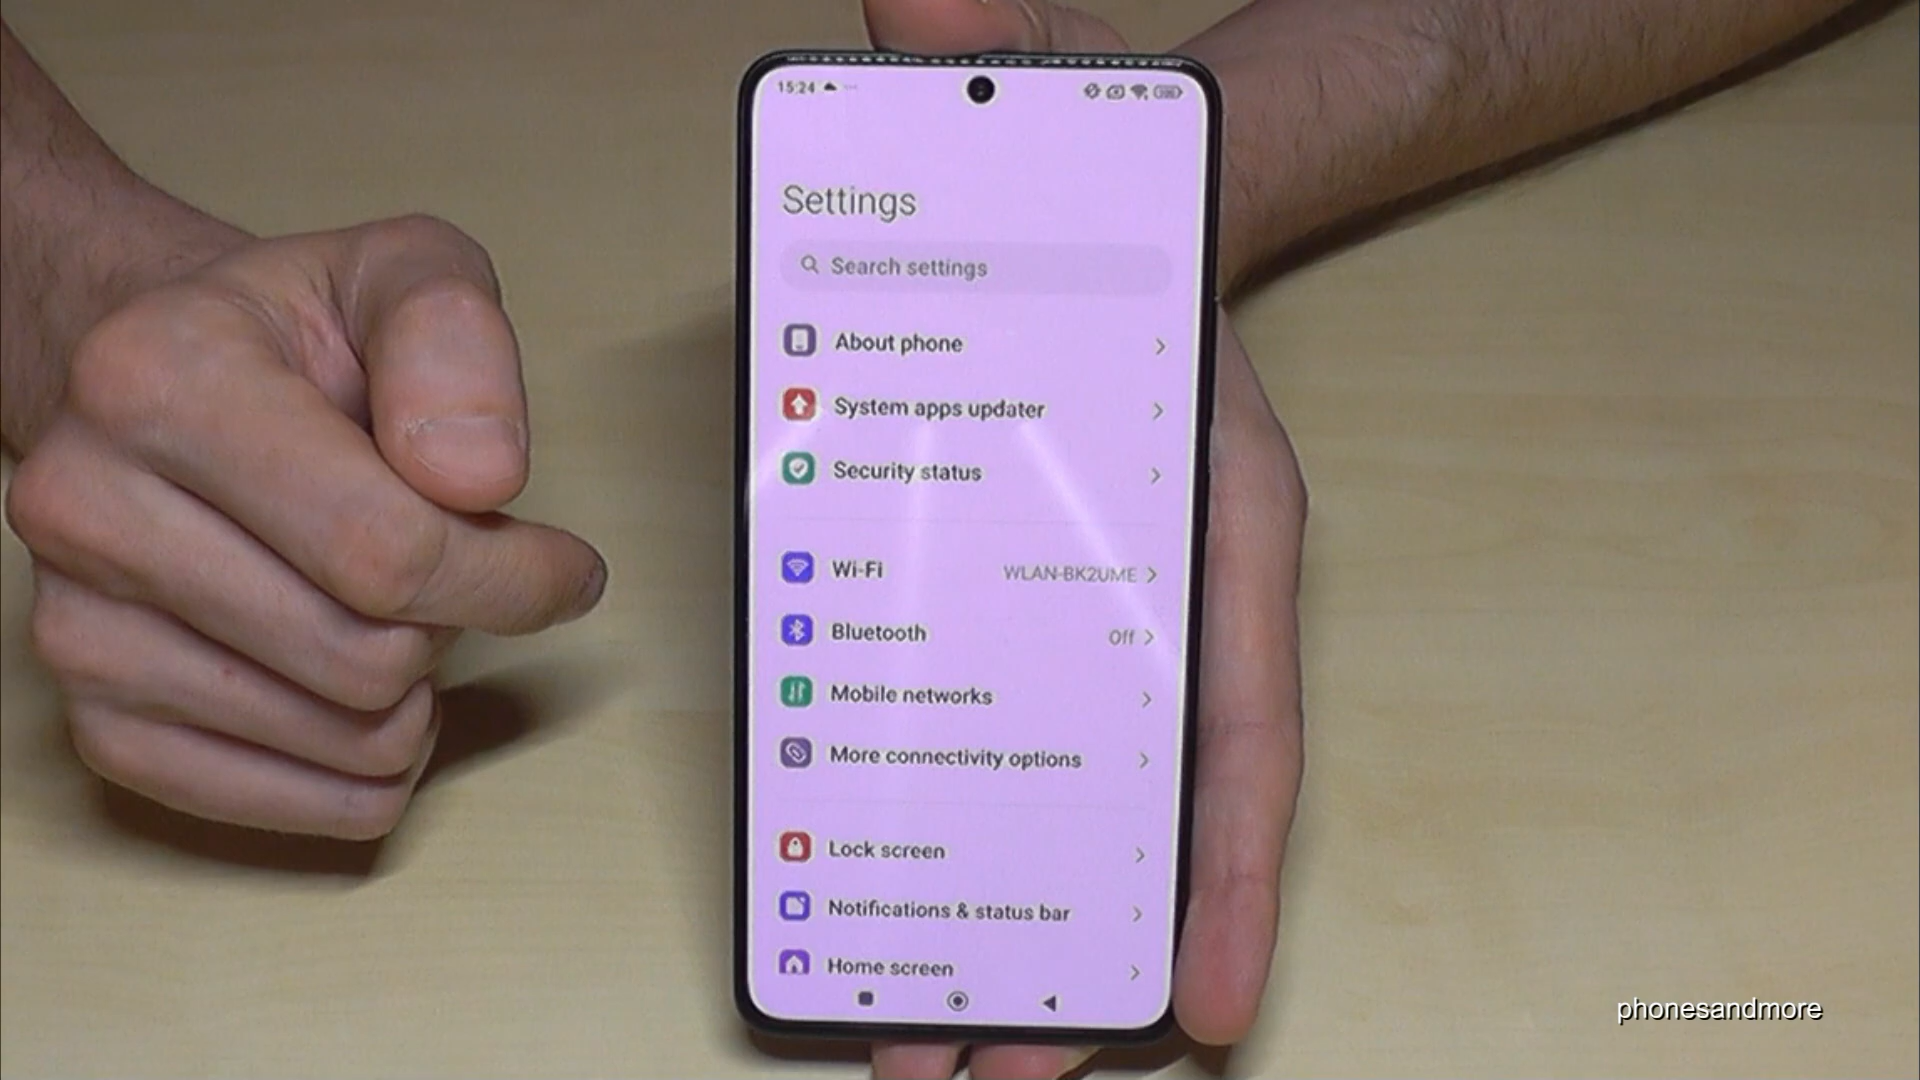 15:24
Settings
Search settings
About phone
System apps updater
Security status
Wi-Fi WLAN-BK2UME
Bluetooth Off
Mobile networks
More connectivity options
Lock screen
Notifications & status bar
Home screen
phonesandmore